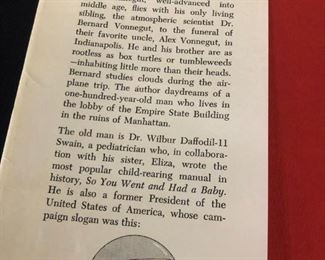 middle age, flies with his only living
sibling, the atmospheric scientist Dr.
Bernard Vonnegut, to the funeral of
their favorite uncle, Alex Vonnegut, in
Indianapolis. He and his brother are as
rootless as box turtles or tumbleweeds
—inhabiting little more than their heads.
Bernard studies clouds during the air-
plane trip. The author daydreams of a
one-hundred-year-old man who lives in
the lobby of the Empire State Building
in the ruins of Manhattan.
The old man is Dr. Wilbur Daffodil-11
Swain, a pediatrician who, in collabora-
tion with his sister, Eliza, wrote the
most popular child-rearing manual in
history, So You Went and Had a Baby.
He is also a former President of the
United States of America, whose cam-
paign slogan was this: